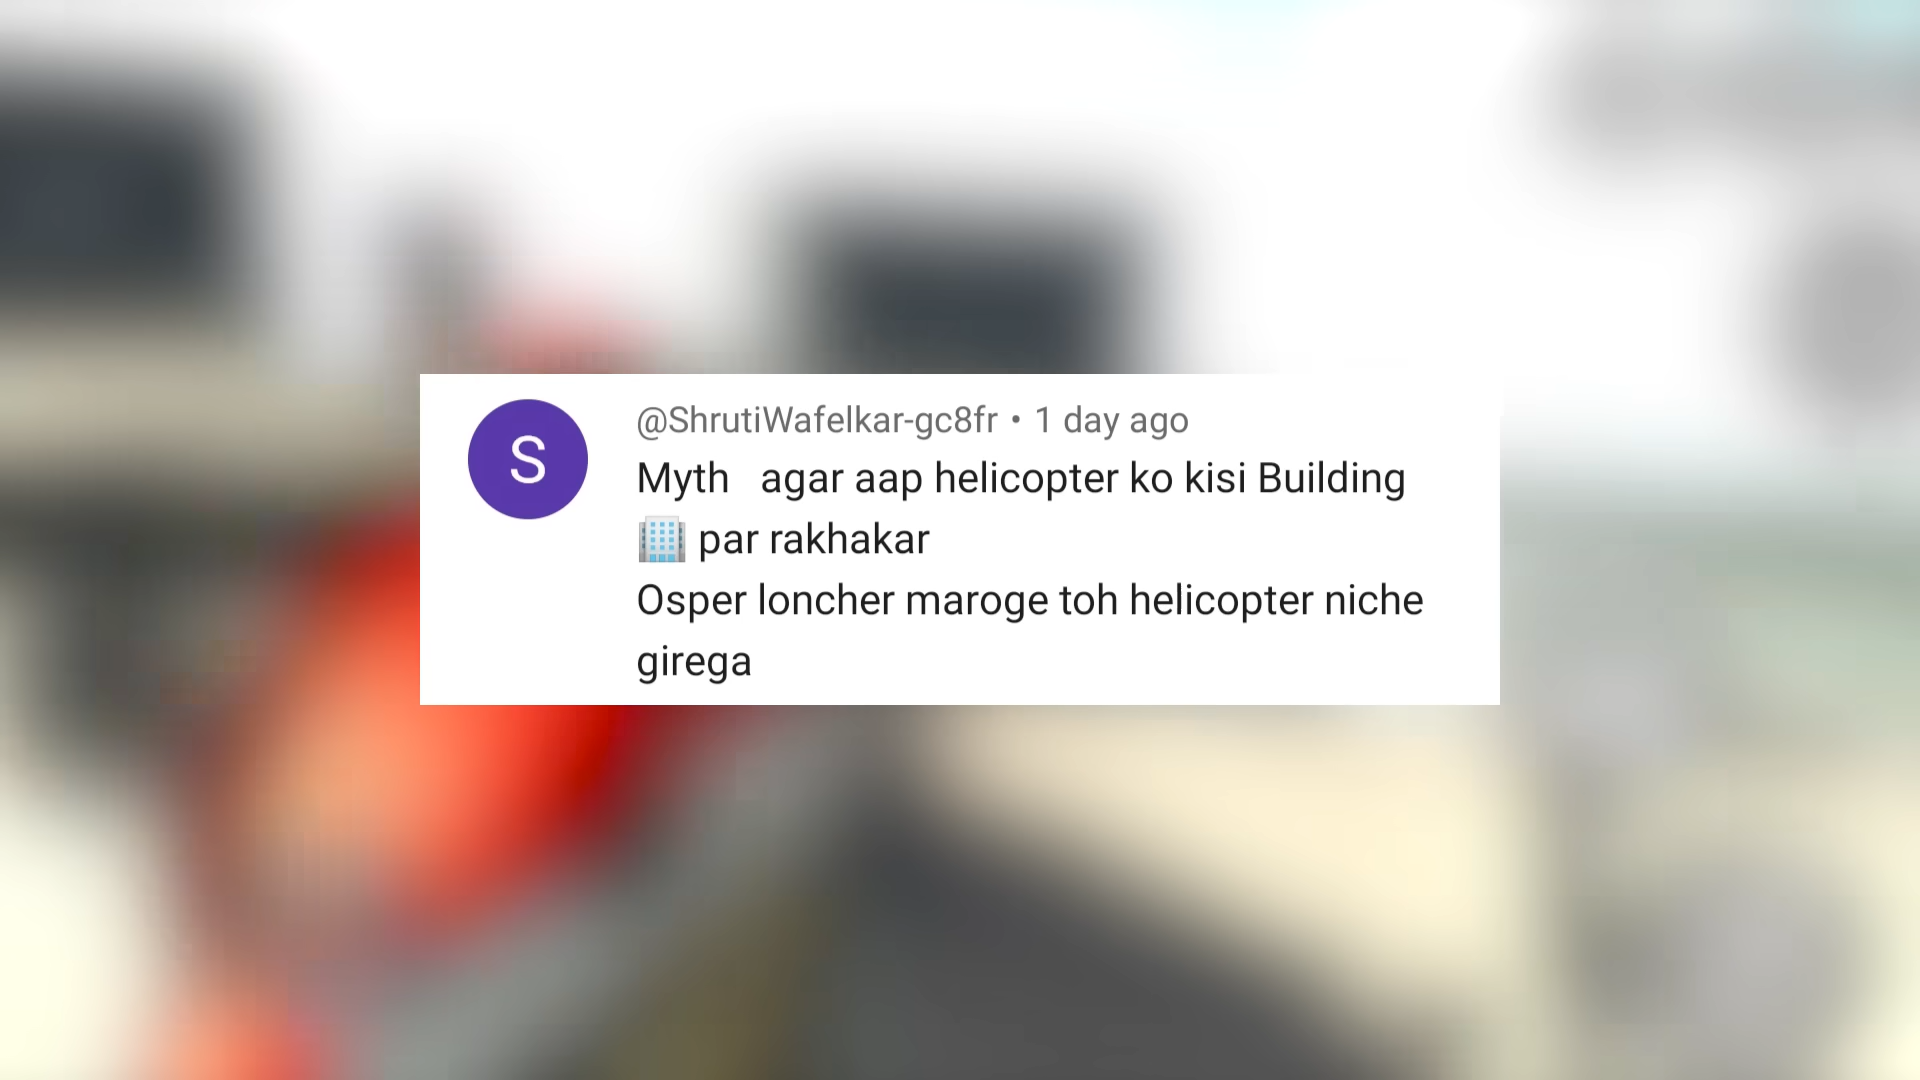 S
@ShrutiWafelkar-gc8fr • 1 day ago
Myth   agar aap helicopter ko kisi Building
🏢 par rakhakar
Osper loncher maroge toh helicopter niche
girega